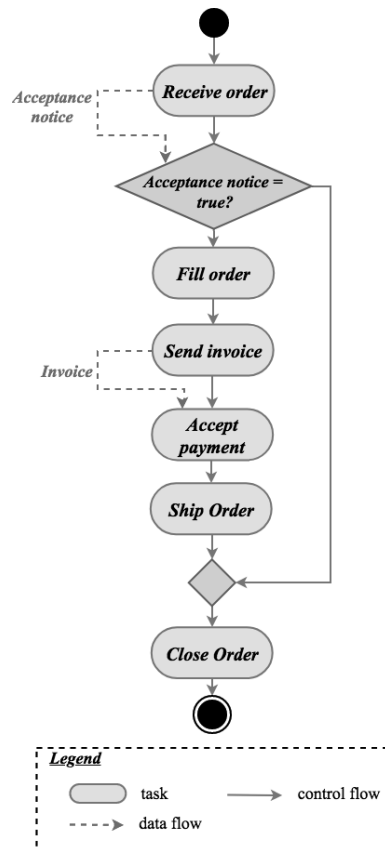 Receive order
Acceptance
notice
Acceptance notice =
true?
Fill order
Send invoice
Invoice
Accept
payment
Ship Order
Close Order
Legend
task
control flow
data flow